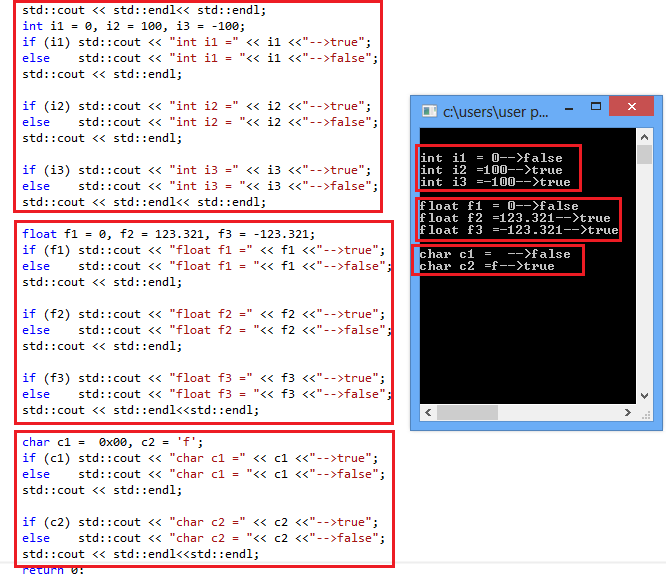 std::cout << std::endl<< std::endl;
int i1 = 0, i2 = 100, i3 = -100;
if (i1) std::cout << "int i1 =" << i1 <<"-->true";
else    std::cout << "int i1 = "<< i1 <<"-->false";
std::cout << std::endl;
if (i2) std::cout << "int i2 =" << i2 <<"-->true";
else    std::cout << "int i2 = "<< i2 <<"-->false";
std::cout << std::endl;
if (i3) std::cout << "int i3 =" << i3 <<"-->true";
else    std::cout << "int i3 = "<< i3 <<"-->false";
std::cout << std::endl<< std::endl;
float f1 = 0, f2 = 123.321, f3 = -123.321;
if (f1) std::cout << "float f1 =" << f1 <<"-->true";
else    std::cout << "float f1 = "<< f1 <<"-->false";
std::cout << std::endl;
if (f2) std::cout << "float f2 =" << f2 <<"-->true";
else    std::cout << "float f2 = "<< f2 <<"-->false";
std::cout << std::endl;
if (f3) std::cout << "float f3 =" << f3 <<"-->true";
else    std::cout << "float f3 = "<< f3 <<"-->false";
std::cout << std::endl<<std::endl;
char c1 =  0x00, c2 = 'f';
if (c1) std::cout << "char c1 =" << c1 <<"-->true";
else    std::cout << "char c1 = "<< c1 <<"-->false";
std::cout << std::endl;
if (c2) std::cout << "char c2 =" << c2 <<"-->true";
else    std::cout << "char c2 = "<< c2 <<"-->false";
std::cout << std::endl<<std::endl;
return 0;
c:\users\user p...
int i1 = 0-->false
int i2 =100-->true
int i3 =-100-->true
float f1 = 0-->false
float f2 =123.321-->true
float f3 =-123.321-->true
char c1 =  -->false
char c2 =f-->true